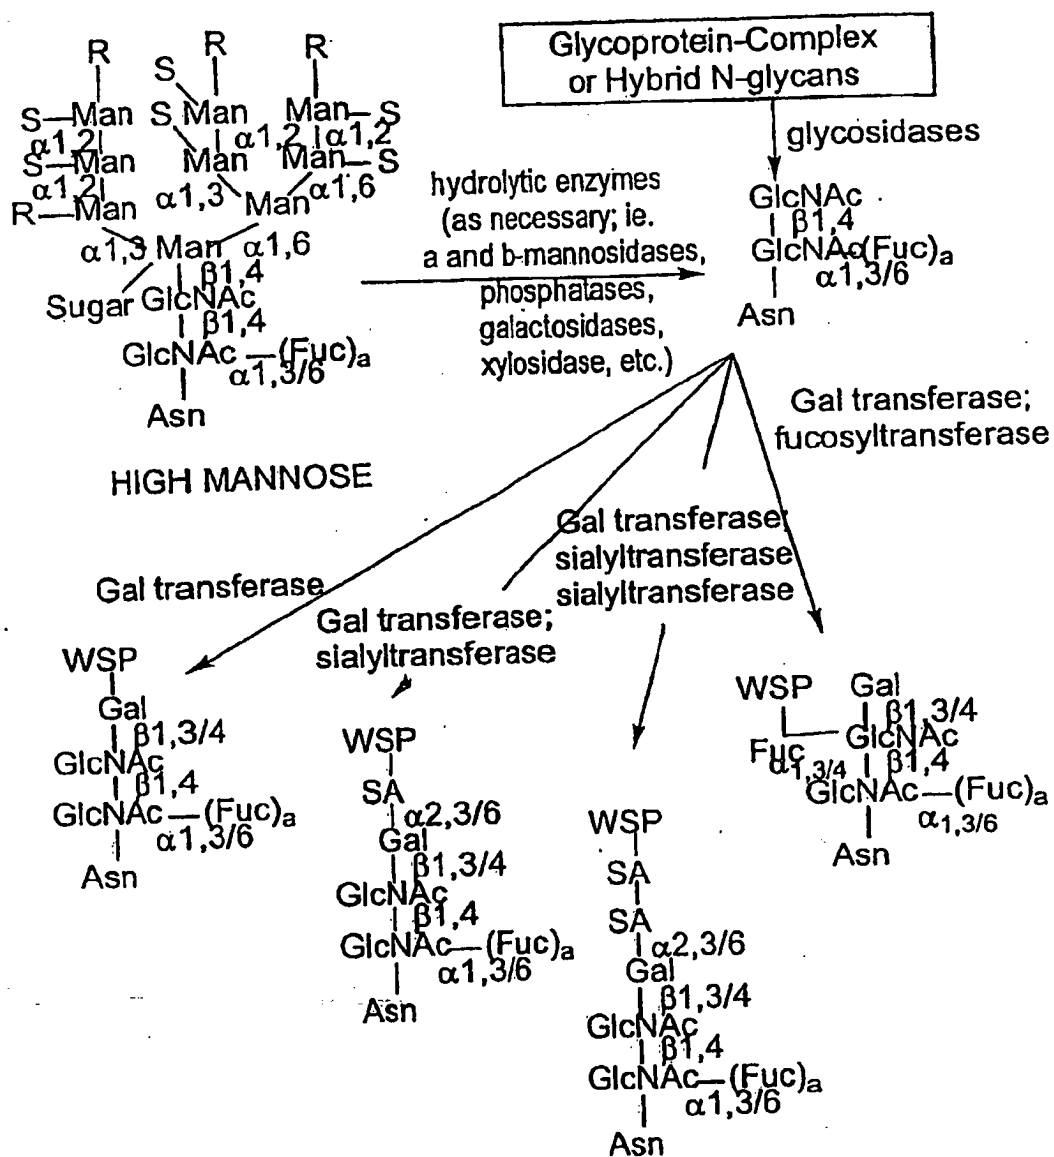 R
R
R
S
S—Man
S Man
Man—S
α1,2
α1,2
α1,2
S—Man
Man
Man—S
α1,2
α1,3
α1,6
R—Man
Man
α1,3
Man
α1,6
β1,4
Sugar
GlcNAc
β1,4
GlcNAc—(Fuc)a
α1,3/6
Asn
HIGH MANNOSE
hydrolytic enzymes
(as necessary; ie.
a and b-mannosidases,
phosphatases,
galactosidases,
xylosidase, etc.)
Glycoprotein-Complex
or Hybrid N-glycans
glycosidases
GlcNAc
β1,4
GlcNAc(Fuc)a
α1,3/6
Asn
Gal transferase;
fucosyltransferase
Gal transferase;
sialyltransferase
sialyltransferase
Gal transferase
Gal transferase;
sialyltransferase
WSP
Gal
β1,3/4
GlcNAc
β1,4
GlcNAc—(Fuc)a
α1,3/6
Asn
WSP
SA
α2,3/6
Gal
β1,3/4
GlcNAc
β1,4
GlcNAc—(Fuc)a
α1,3/6
Asn
WSP
SA
SA
α2,3/6
Gal
β1,3/4
GlcNAc
β1,4
GlcNAc—(Fuc)a
α1,3/6
Asn
WSP
Gal
β1,3/4
Fuc
GlcNAc
α1,3/4
β1,4
GlcNAc—(Fuc)a
α1,3/6
Asn